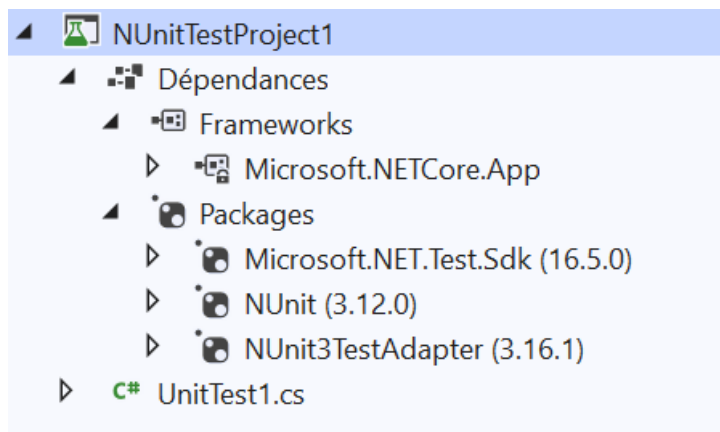 NUnitTestProject1
Dépendances
Frameworks
Microsoft.NETCore.App
Packages
Microsoft.NET.Test.Sdk (16.5.0)
NUnit (3.12.0)
NUnit3TestAdapter (3.16.1)
C# UnitTest1.cs